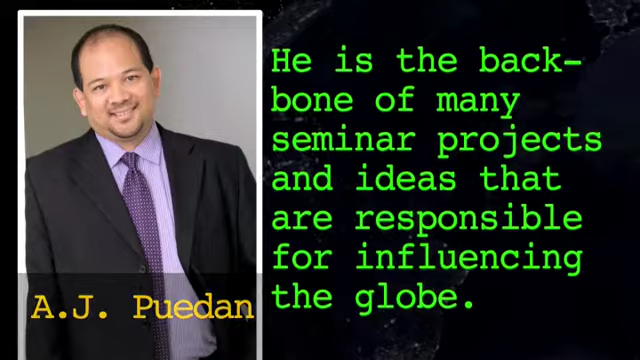 He is the back-
bone of many
seminar projects
and ideas that
are responsible
for influencing
the globe.
A.J. Puedan